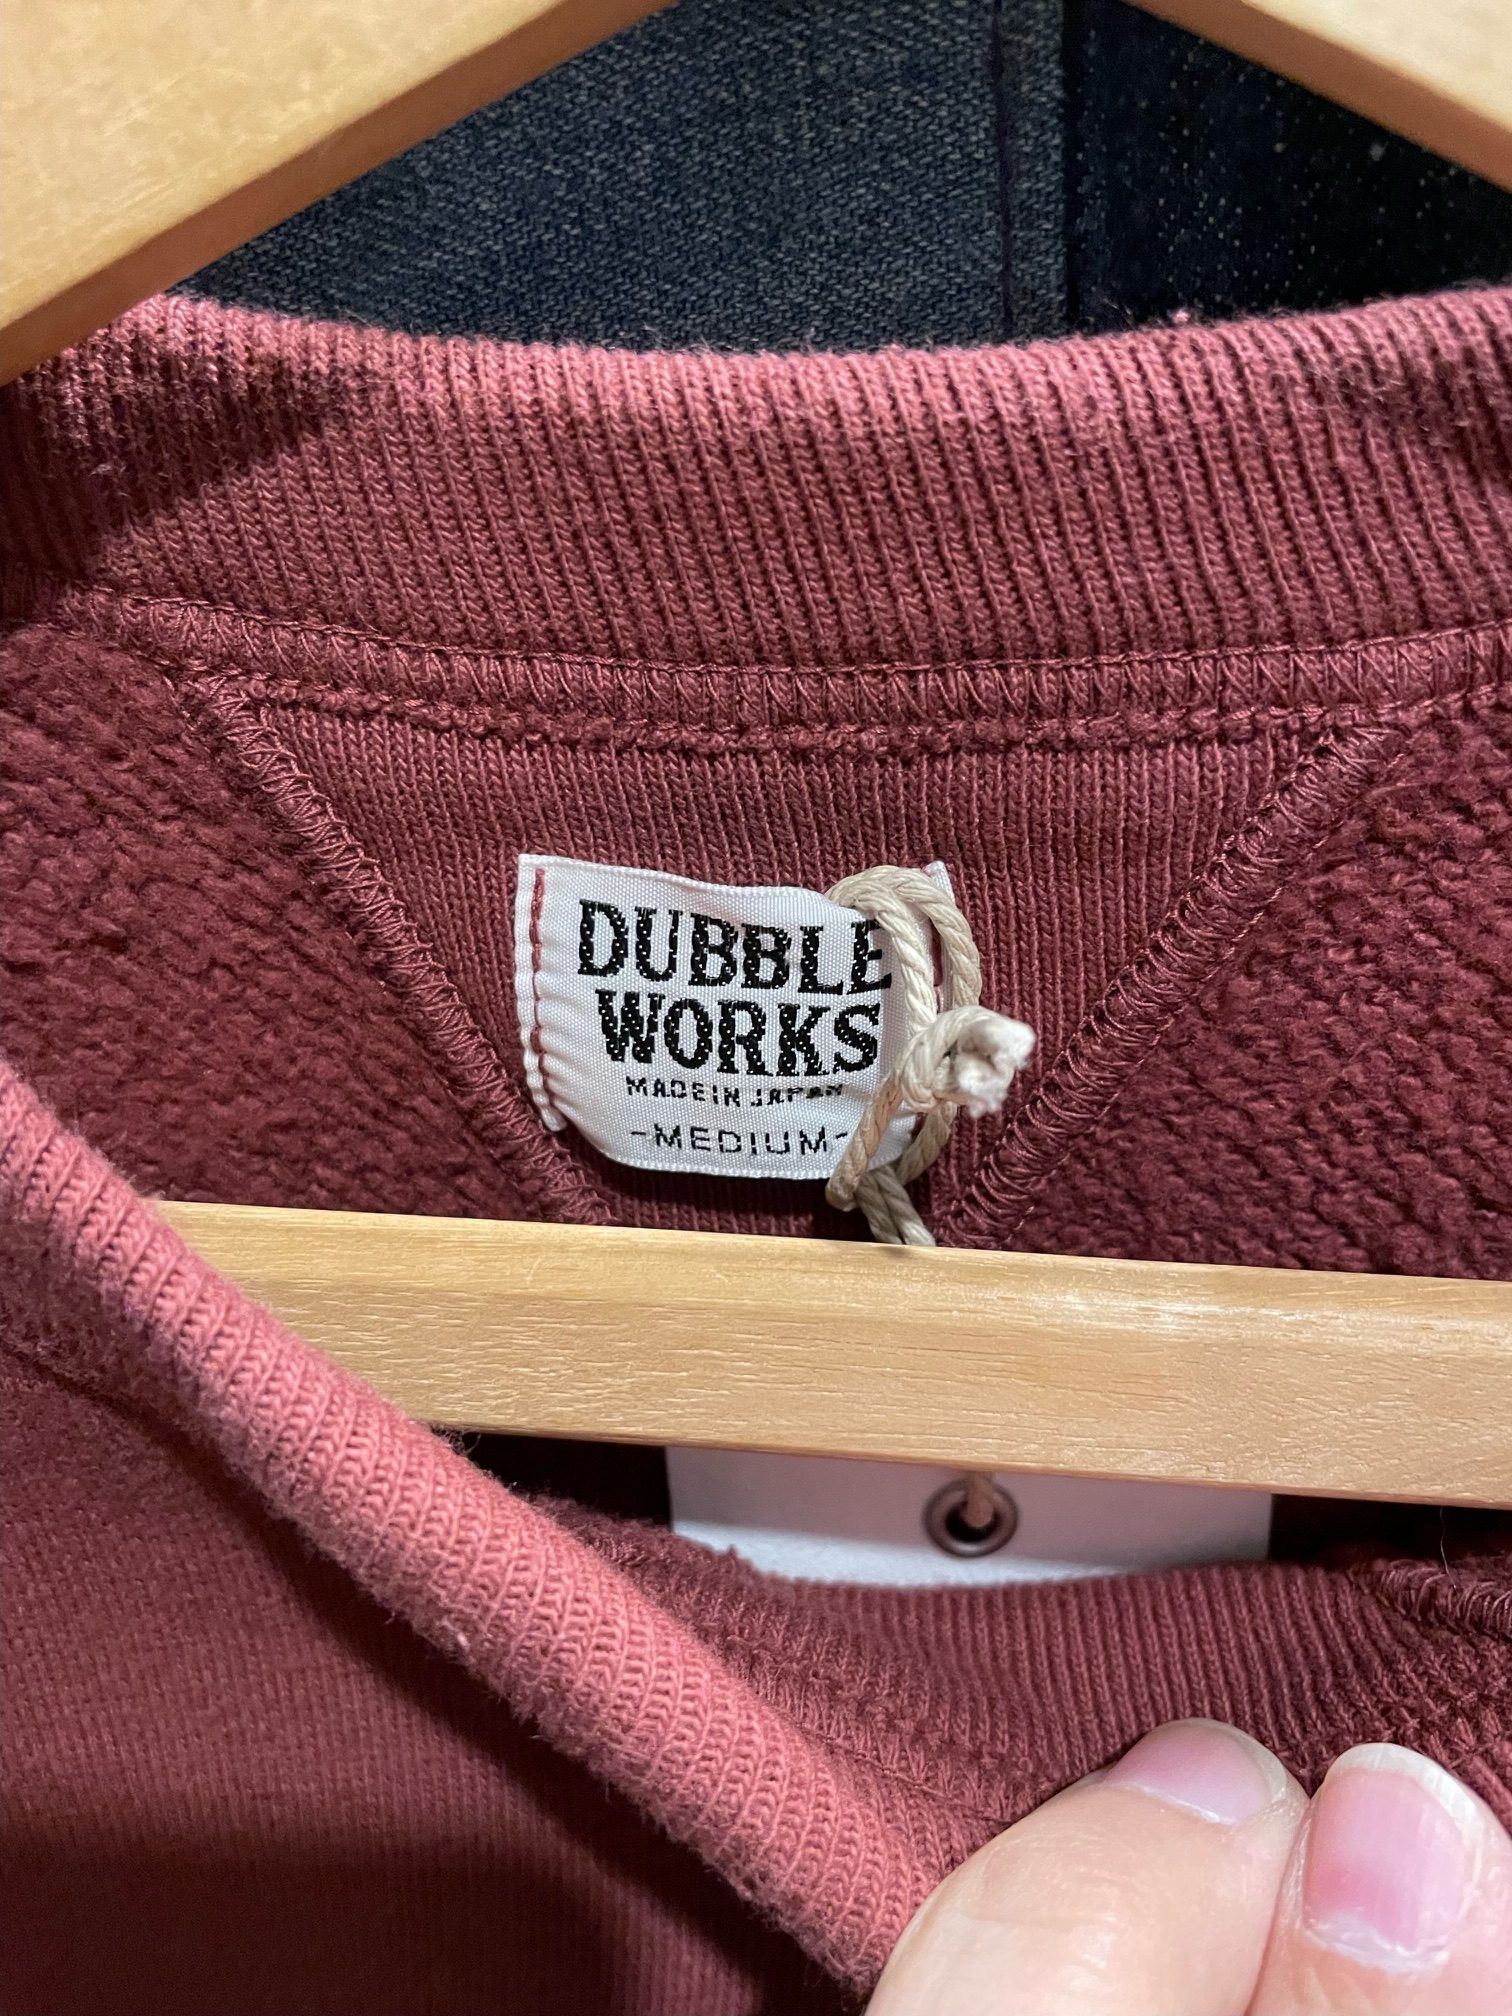 DUBBLE
WORKS
MADE IN JAPAN
-MEDIUM-